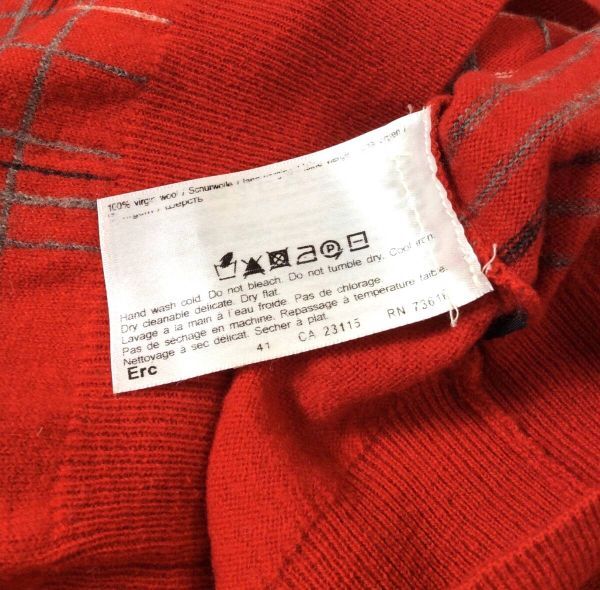 100% virgin wool / Schurwolle /
шерсть
Hand wash cold. Do not bleach. Do not tumble dry. Cool iron.
Dry cleanable delicate. Dry flat.
Lavage à la main à l'eau froide. Pas de chlorage.
Pas de séchage en machine. Repassage à température faible.
Nettoyage à sec délicat. Sécher à plat.
Erc 41 CA 23115 RN